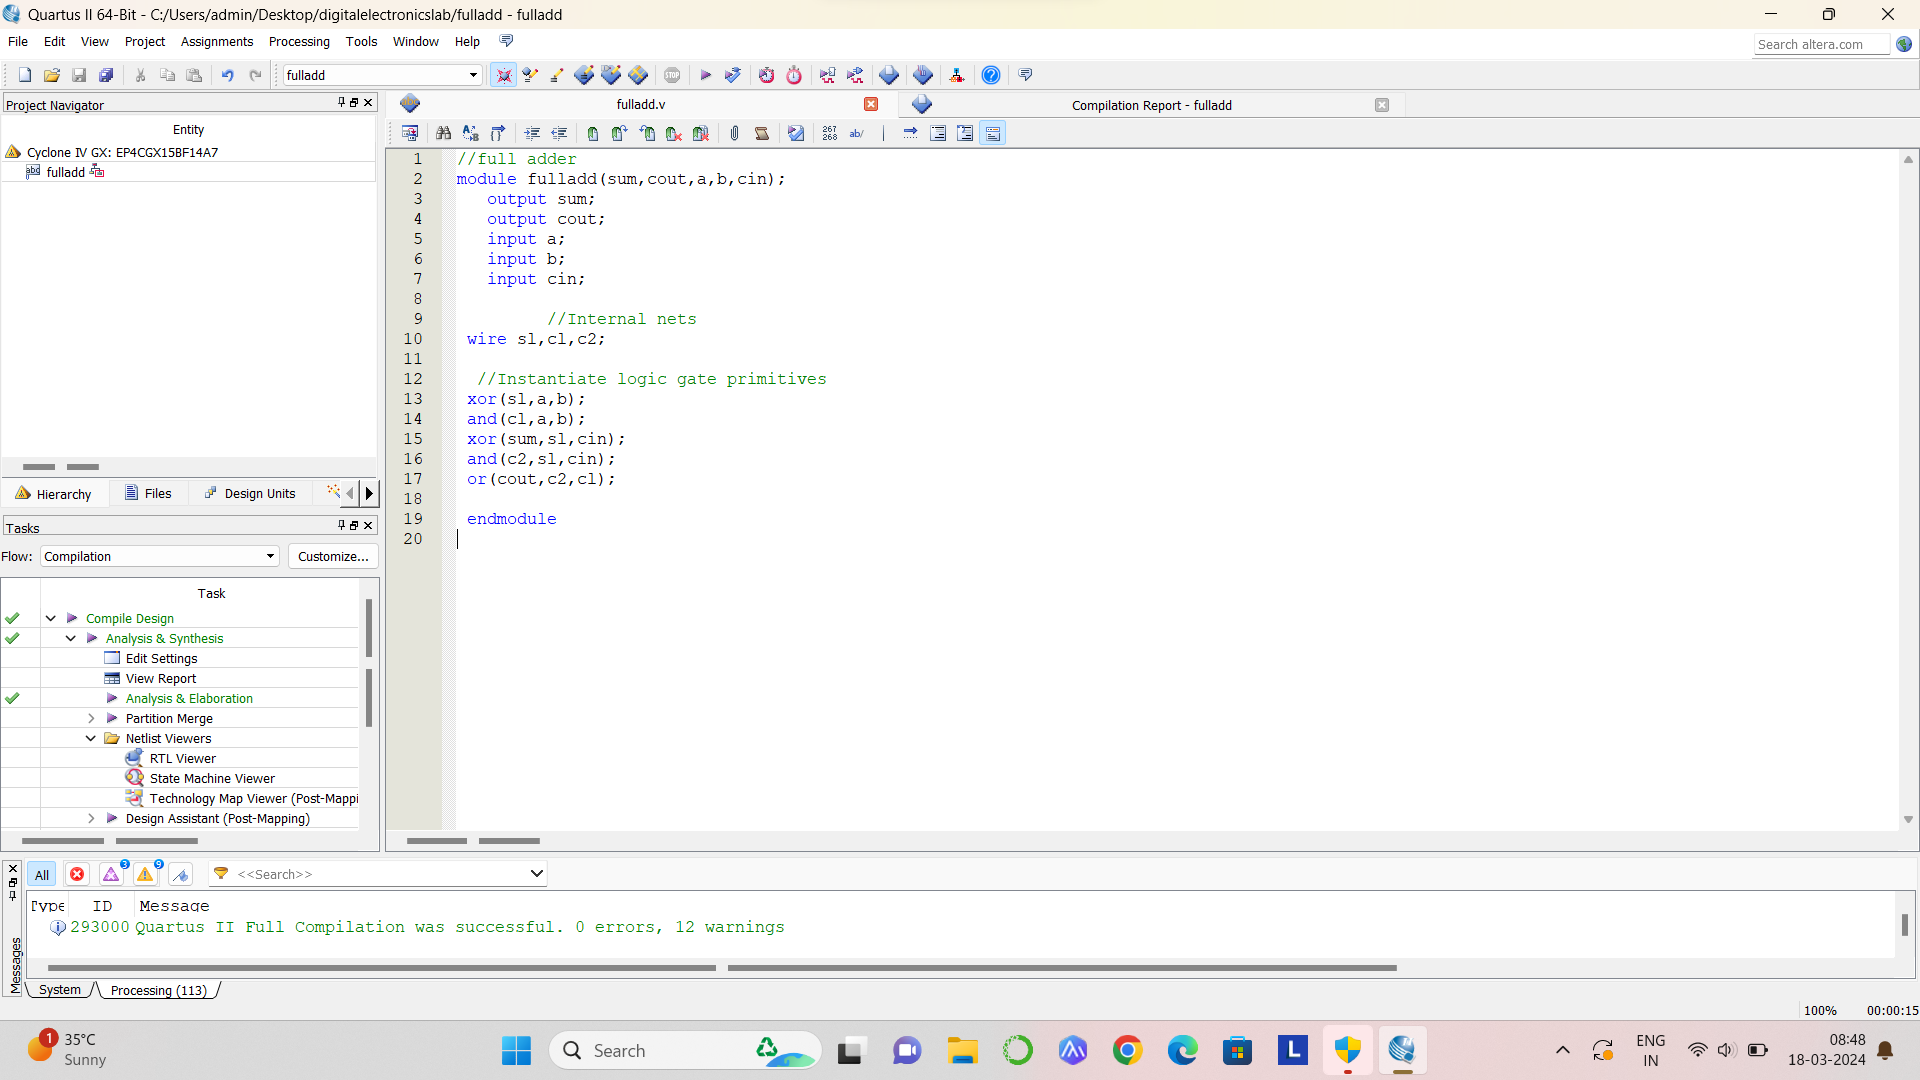 Quartus II 64-Bit - C:/Users/admin/Desktop/digitalelectronicslab/fulladd - fulladd
File Edit View Project Assignments Processing Tools Window Help
Search altera.com
fulladd
STOP
Project Navigator
Entity
Cyclone IV GX: EP4CGX15BF14A7
abd fulladd
Hierarchy Files Design Units
Tasks
Flow: Compilation Customize...
Task
Compile Design
Analysis & Synthesis
Edit Settings
View Report
Analysis & Elaboration
Partition Merge
Netlist Viewers
RTL Viewer
State Machine Viewer
Technology Map Viewer (Post-Mappi
Design Assistant (Post-Mapping)
fulladd.v
Compilation Report - fulladd
267
268
ab/
1 //full adder
2 module fulladd(sum,cout,a,b,cin);
3 output sum;
4 output cout;
5 input a;
6 input b;
7 input cin;
8
9 //Internal nets
10 wire sl,cl,c2;
11
12 //Instantiate logic gate primitives
13 xor(sl,a,b);
14 and(cl,a,b);
15 xor(sum,sl,cin);
16 and(c2,sl,cin);
17 or(cout,c2,cl);
18
19 endmodule
20
All 3 9 <<Search>>
Type ID Message
293000 Quartus II Full Compilation was successful. 0 errors, 12 warnings
Messages
System Processing (113)
100% 00:00:15
1
35°C
Sunny
Search
L
ENG
IN
08:48
18-03-2024